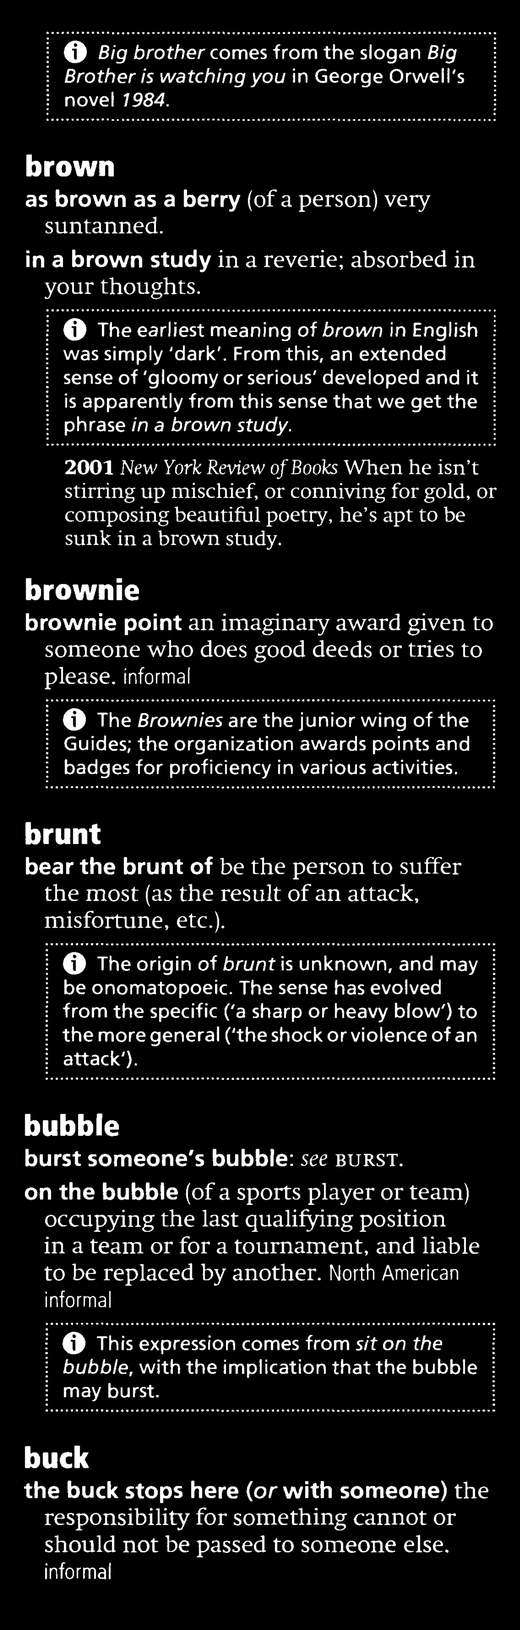 Big brother comes from the slogan Big
Brother is watching you in George Orwell's
novel 1984.
brown
as brown as a berry (of a person) very
suntanned.
in a brown study in a reverie; absorbed in
your thoughts.
The earliest meaning of brown in English
was simply 'dark'. From this, an extended
sense of 'gloomy or serious' developed and it
is apparently from this sense that we get the
phrase in a brown study.
2001 New York Review of Books When he isn't
stirring up mischief, or conniving for gold, or
composing beautiful poetry, he's apt to be
sunk in a brown study.
brownie
brownie point an imaginary award given to
someone who does good deeds or tries to
please. informal
The Brownies are the junior wing of the
Guides; the organization awards points and
badges for proficiency in various activities.
brunt
bear the brunt of be the person to suffer
the most (as the result of an attack,
misfortune, etc.).
The origin of brunt is unknown, and may
be onomatopoeic. The sense has evolved
from the specific ('a sharp or heavy blow') to
the more general ('the shock or violence of an
attack').
bubble
burst someone's bubble: see BURST.
on the bubble (of a sports player or team)
occupying the last qualifying position
in a team or for a tournament, and liable
to be replaced by another. North American
informal
This expression comes from sit on the
bubble, with the implication that the bubble
may burst.
buck
the buck stops here (or with someone) the
responsibility for something cannot or
should not be passed to someone else.
informal